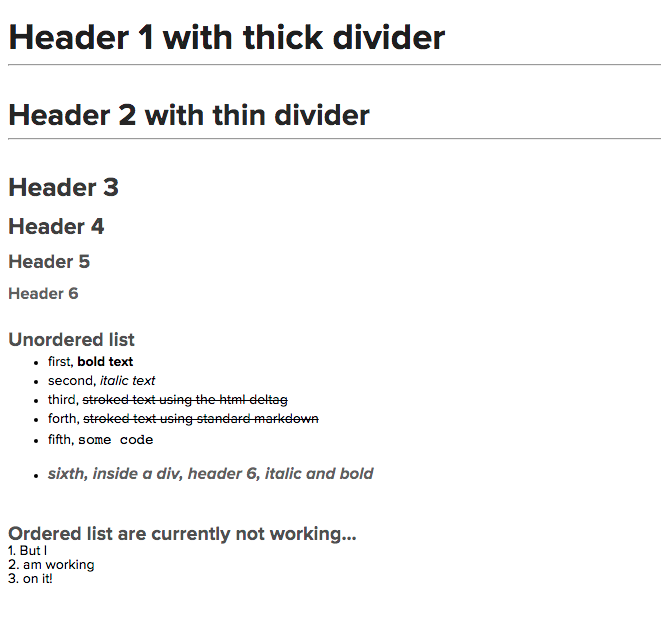 Header 1 with thick divider
Header 2 with thin divider
Header 3
Header 4
Header 5
Header 6
Unordered list
• first, bold text
• second, italic text
• third, stroked text using the html deltag
• forth, stroked text using standard markdown
• fifth, some code
• sixth, inside a div, header 6, italic and bold
Ordered list are currently not working...
1. But I
2. am working
3. on it!